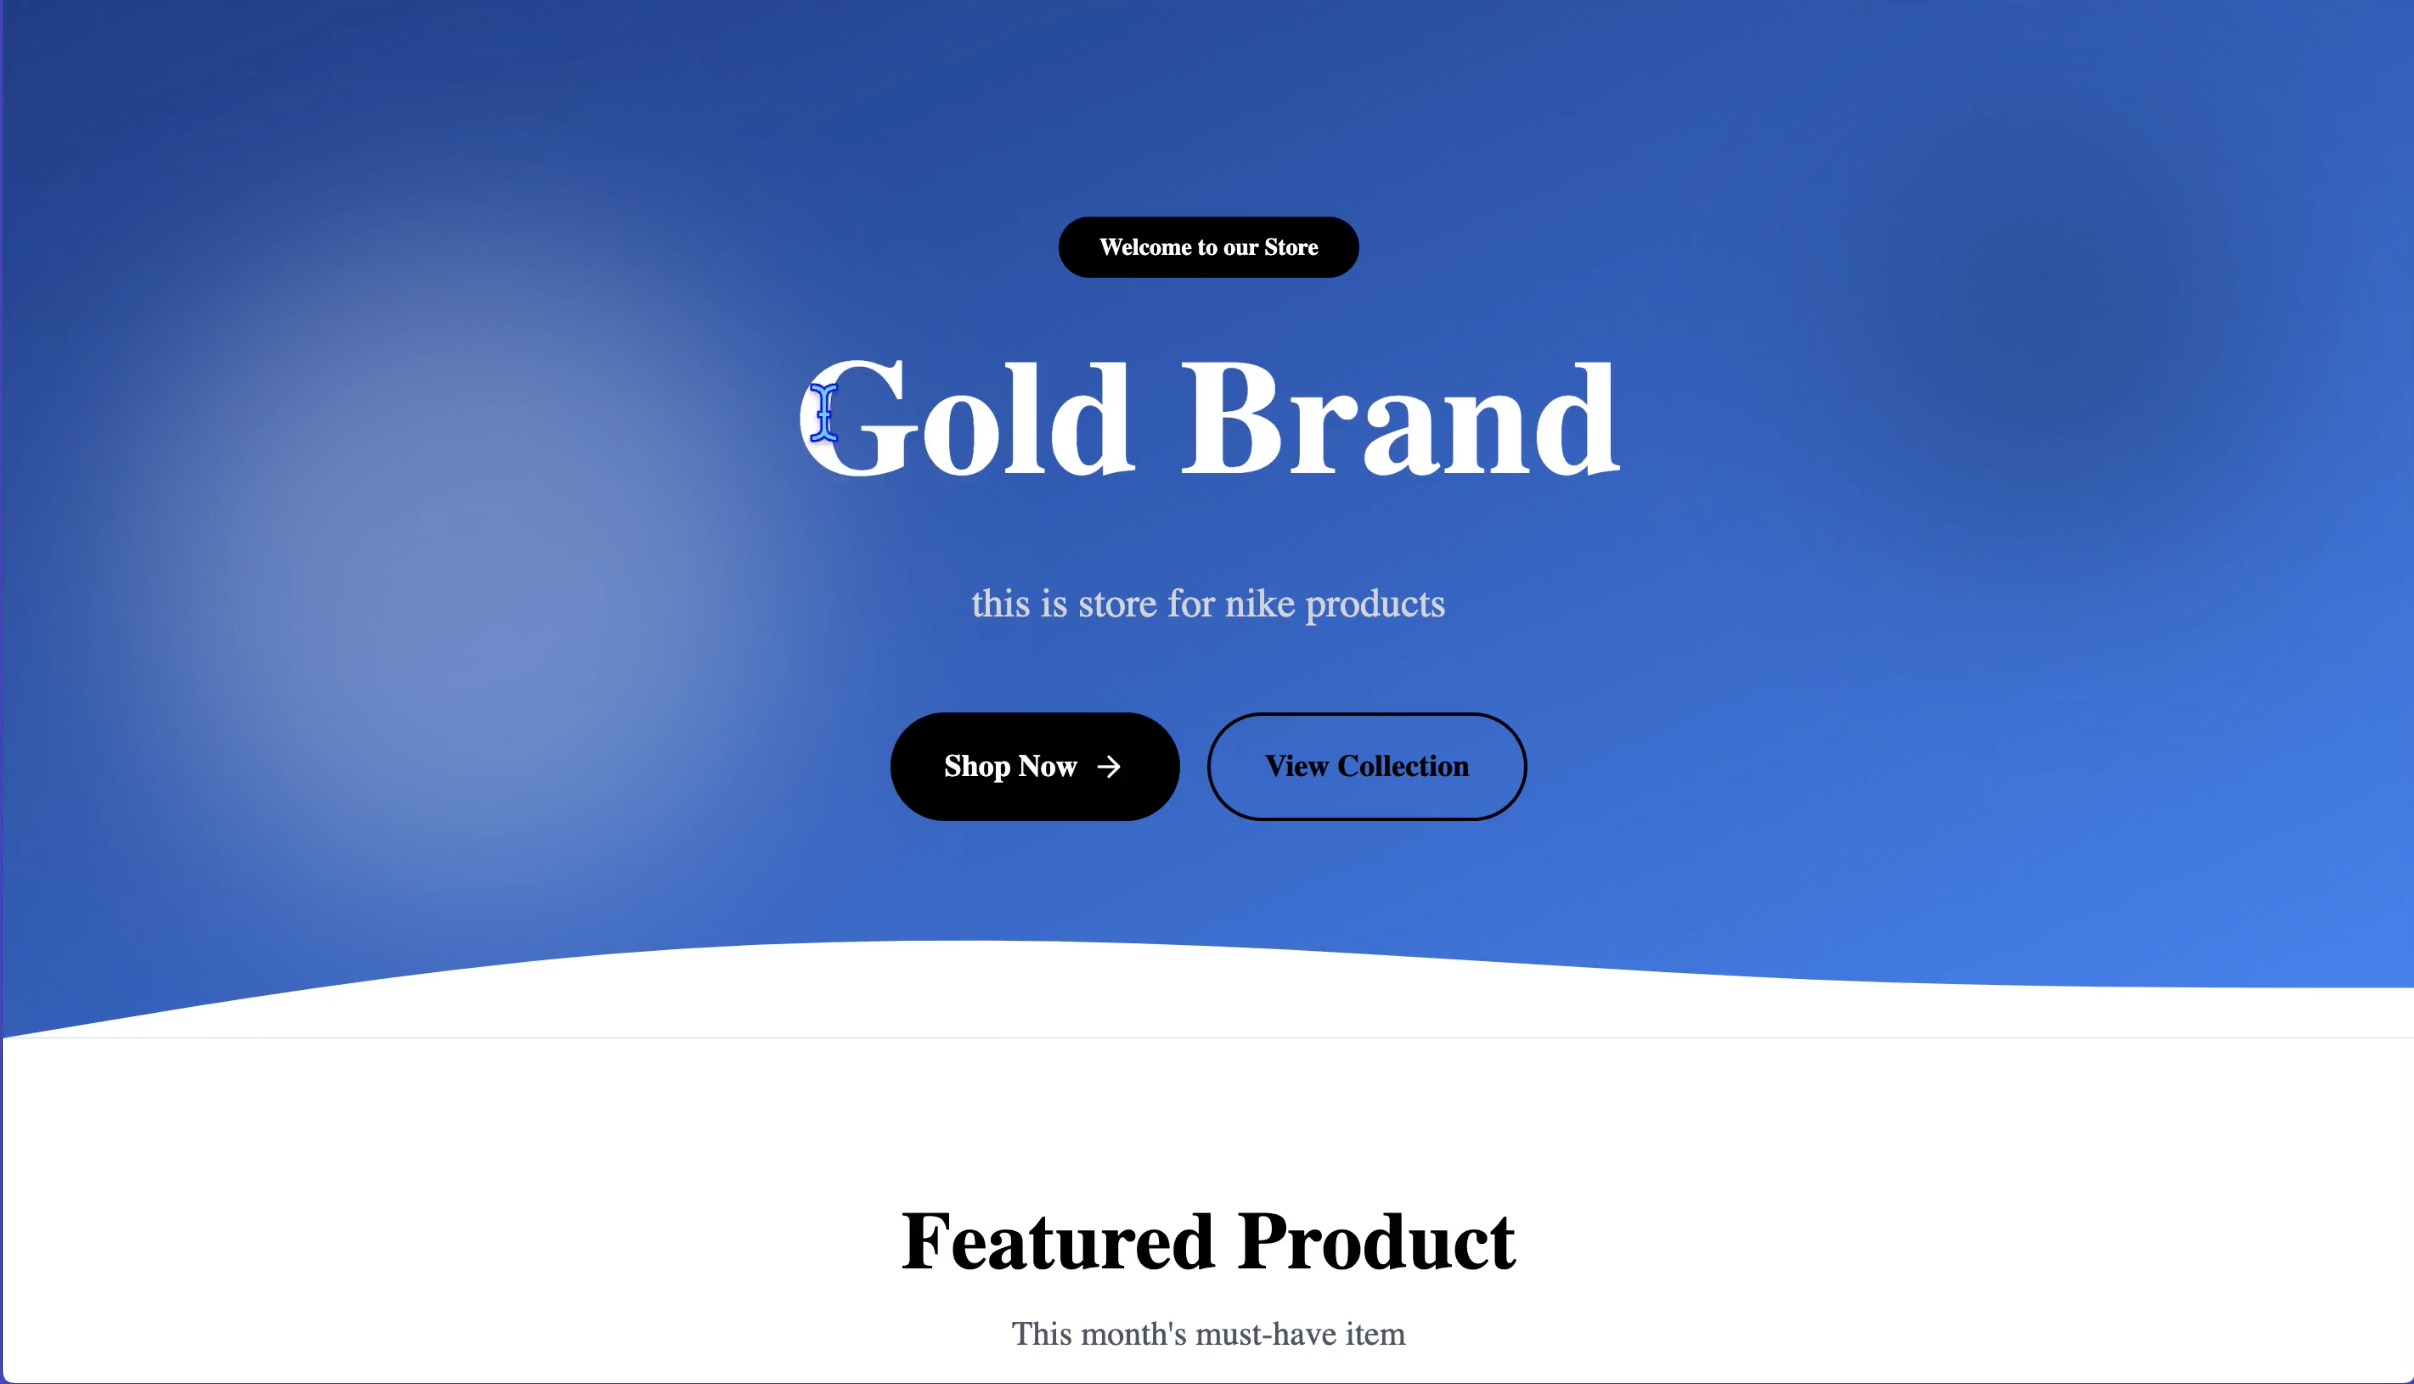 Welcome to our Store
Gold Brand
this is store for nike products
Shop Now →
View Collection
Featured Product
This month's must-have item